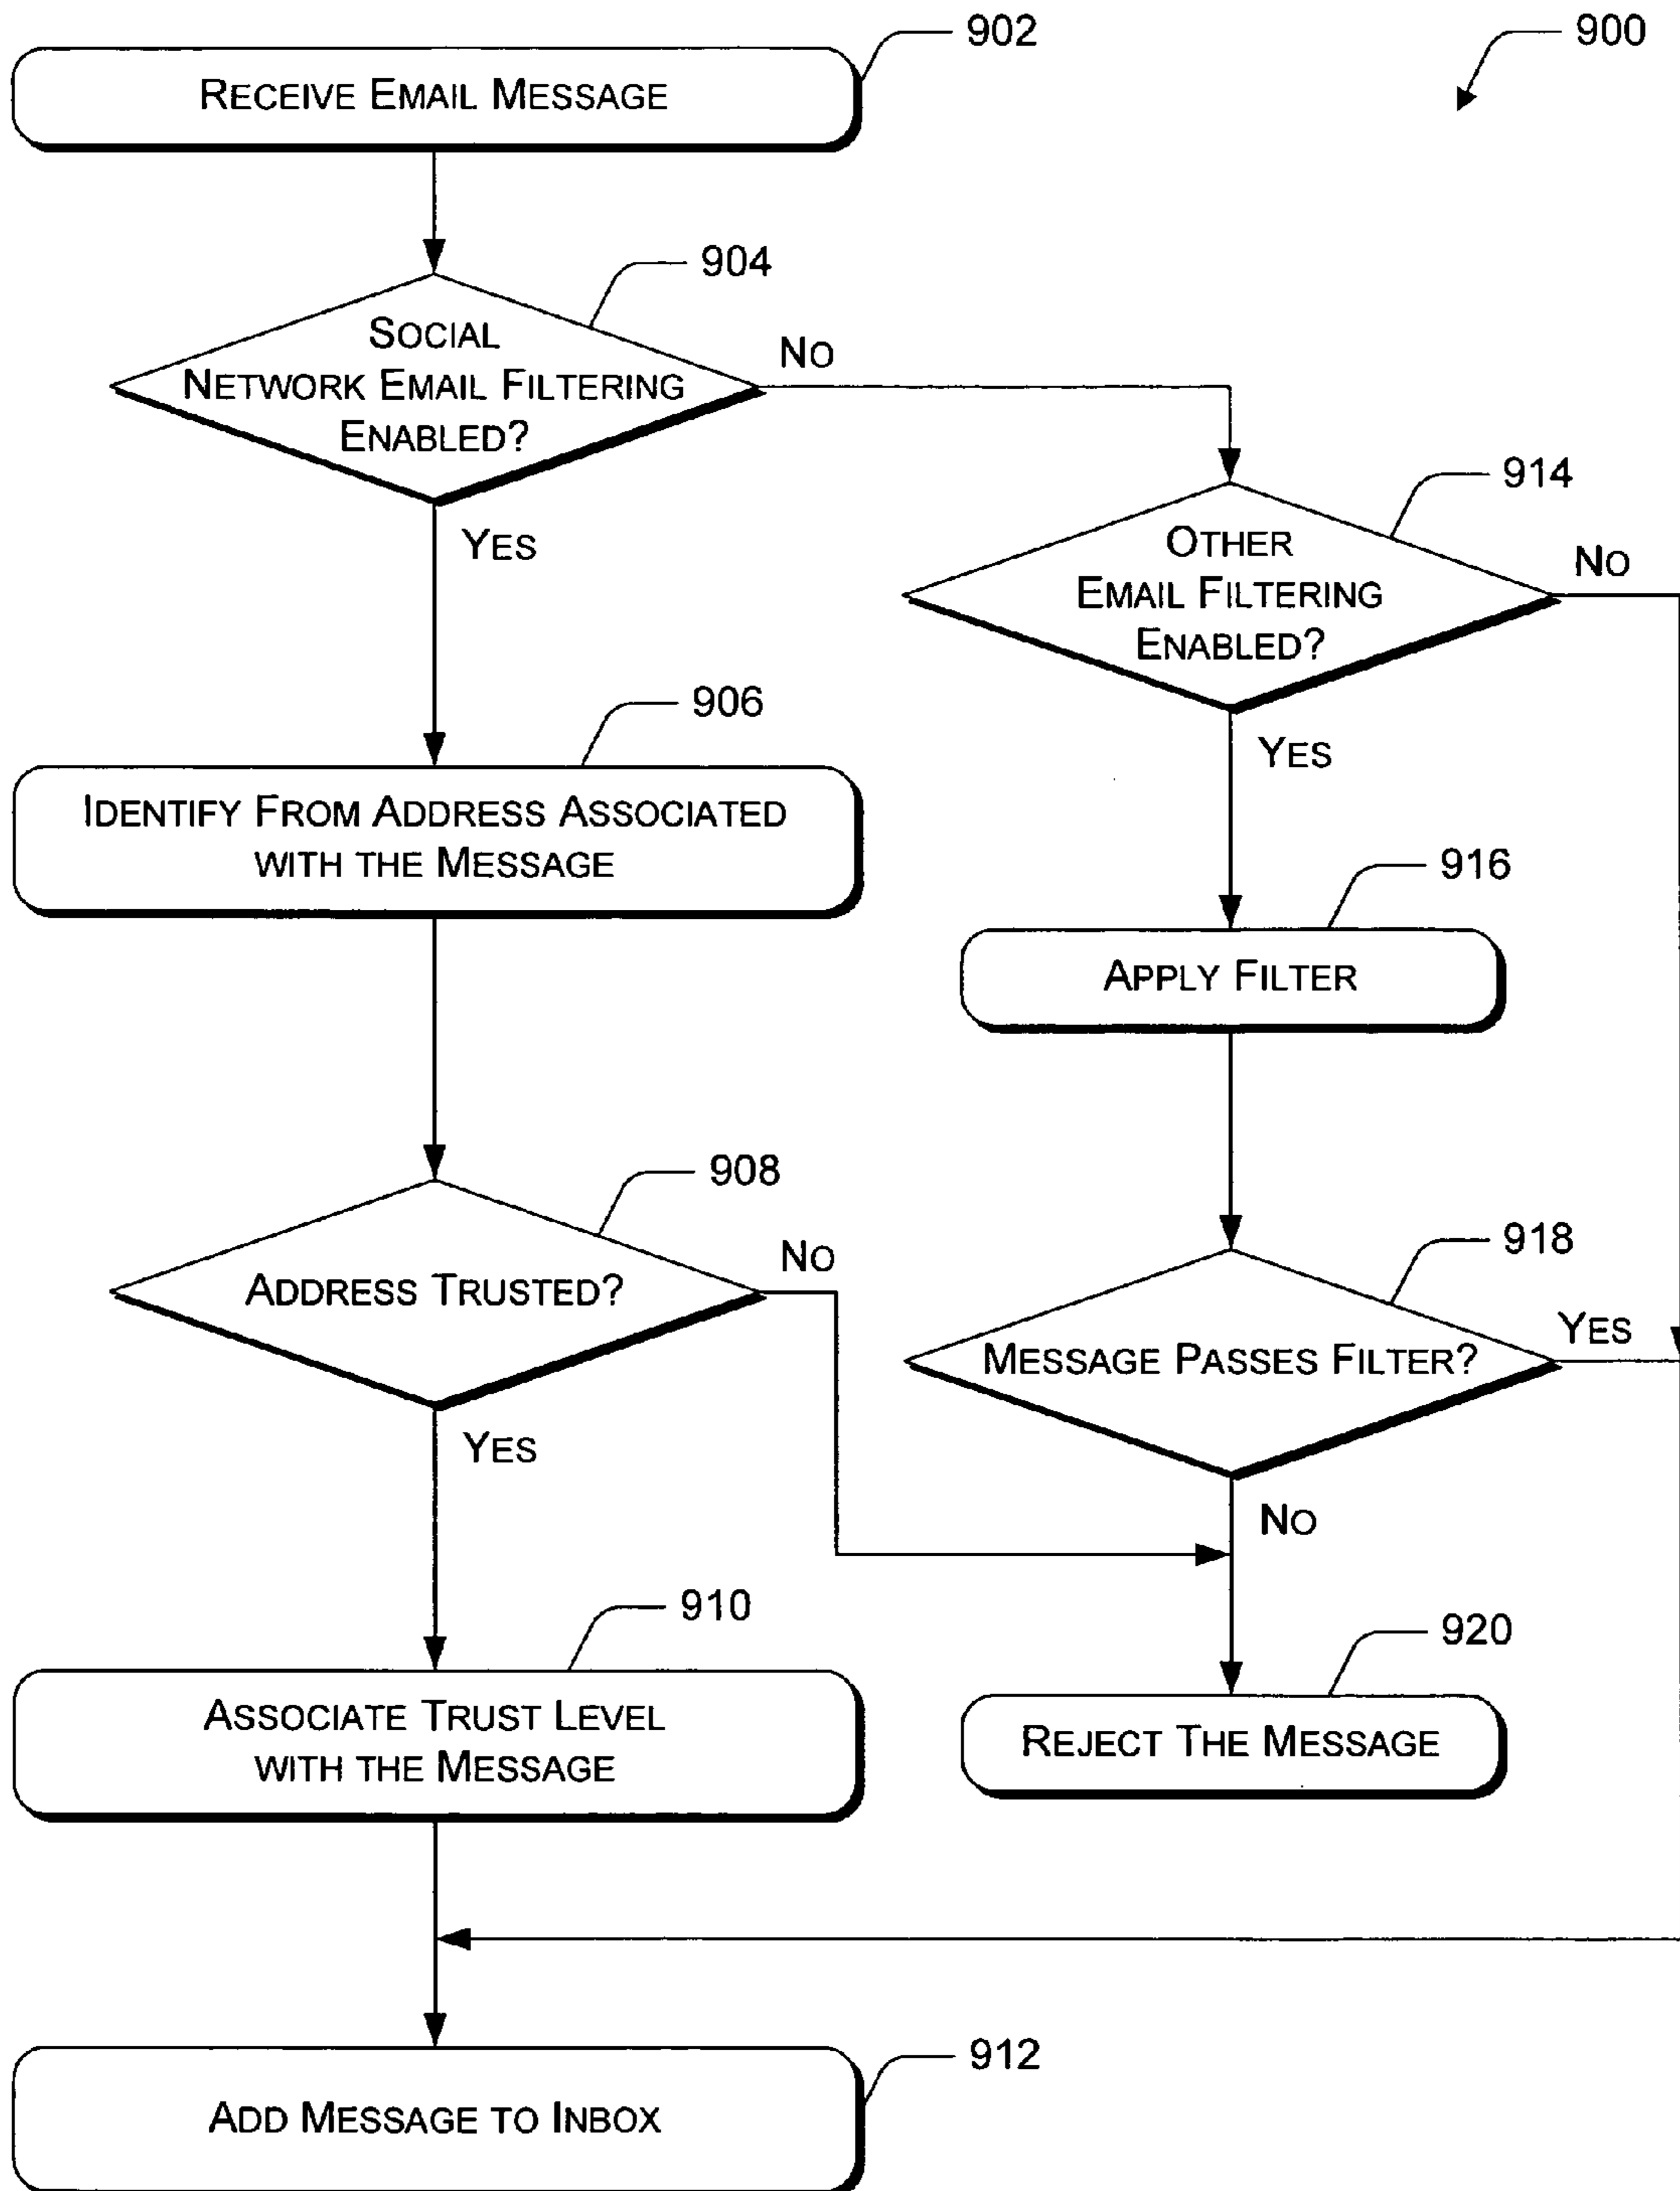 902
900
RECEIVE EMAIL MESSAGE
904
SOCIAL
NETWORK EMAIL FILTERING
ENABLED?
NO
YES
914
OTHER
EMAIL FILTERING
ENABLED?
NO
YES
906
IDENTIFY FROM ADDRESS ASSOCIATED
WITH THE MESSAGE
916
APPLY FILTER
908
ADDRESS TRUSTED?
NO
YES
918
MESSAGE PASSES FILTER?
YES
NO
910
ASSOCIATE TRUST LEVEL
WITH THE MESSAGE
920
REJECT THE MESSAGE
912
ADD MESSAGE TO INBOX